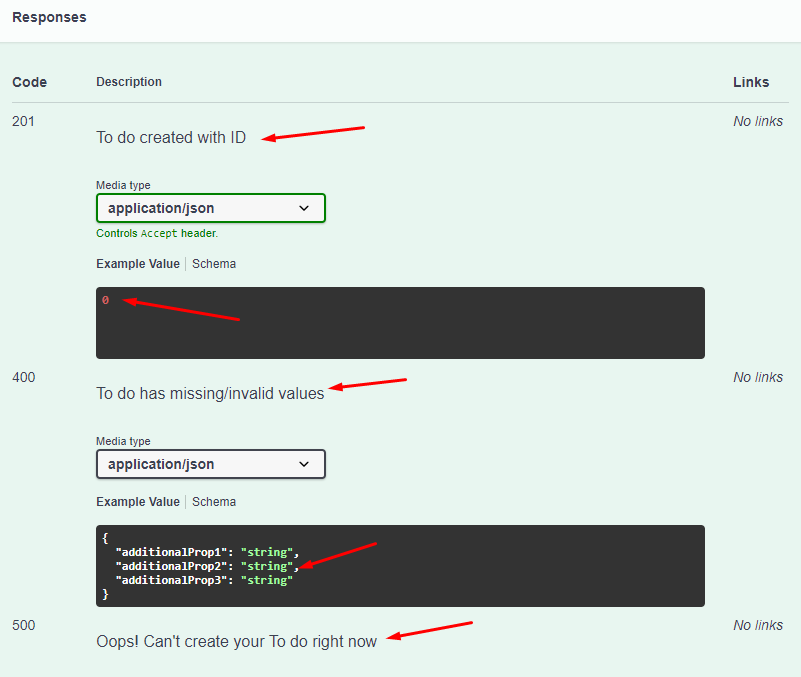 Responses
Code Description Links
201 No links
To do created with ID
Media type
application/json
Controls Accept header.
Example Value Schema
0
400 No links
To do has missing/invalid values
Media type
application/json
Example Value Schema
{
"additionalProp1": "string",
"additionalProp2": "string",
"additionalProp3": "string"
}
500 No links
Oops! Can't create your To do right now